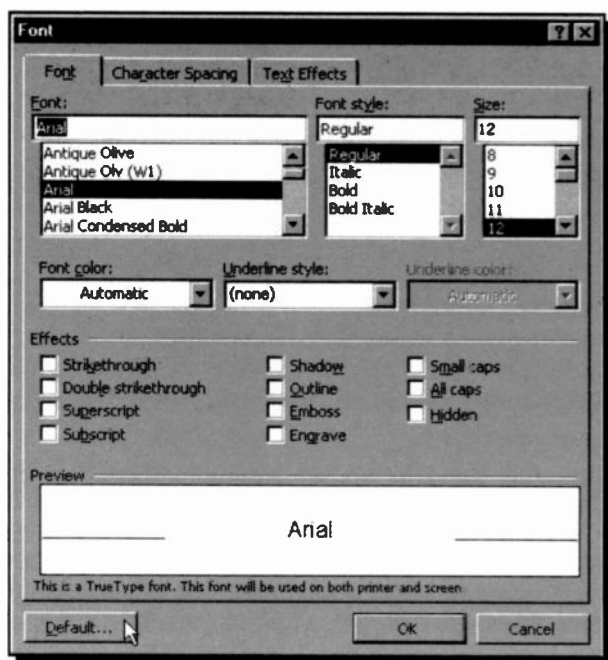 Font
Font Character Spacing Text Effects
Font: Font style: Size:
Arial Regular 12
Antique Olive Regular 8
Antique Olv (W1) Italic 9
Arial Bold 10
Arial Black Bold Italic 11
Arial Condensed Bold 12
Font color: Underline style: Underline color:
Automatic (none) Automatic
Effects
Strikethrough Shadow Small caps
Double strikethrough Outline All caps
Superscript Emboss Hidden
Subscript Engrave
Preview
Arial
This is a TrueType font. This font will be used on both printer and screen.
Default... OK Cancel